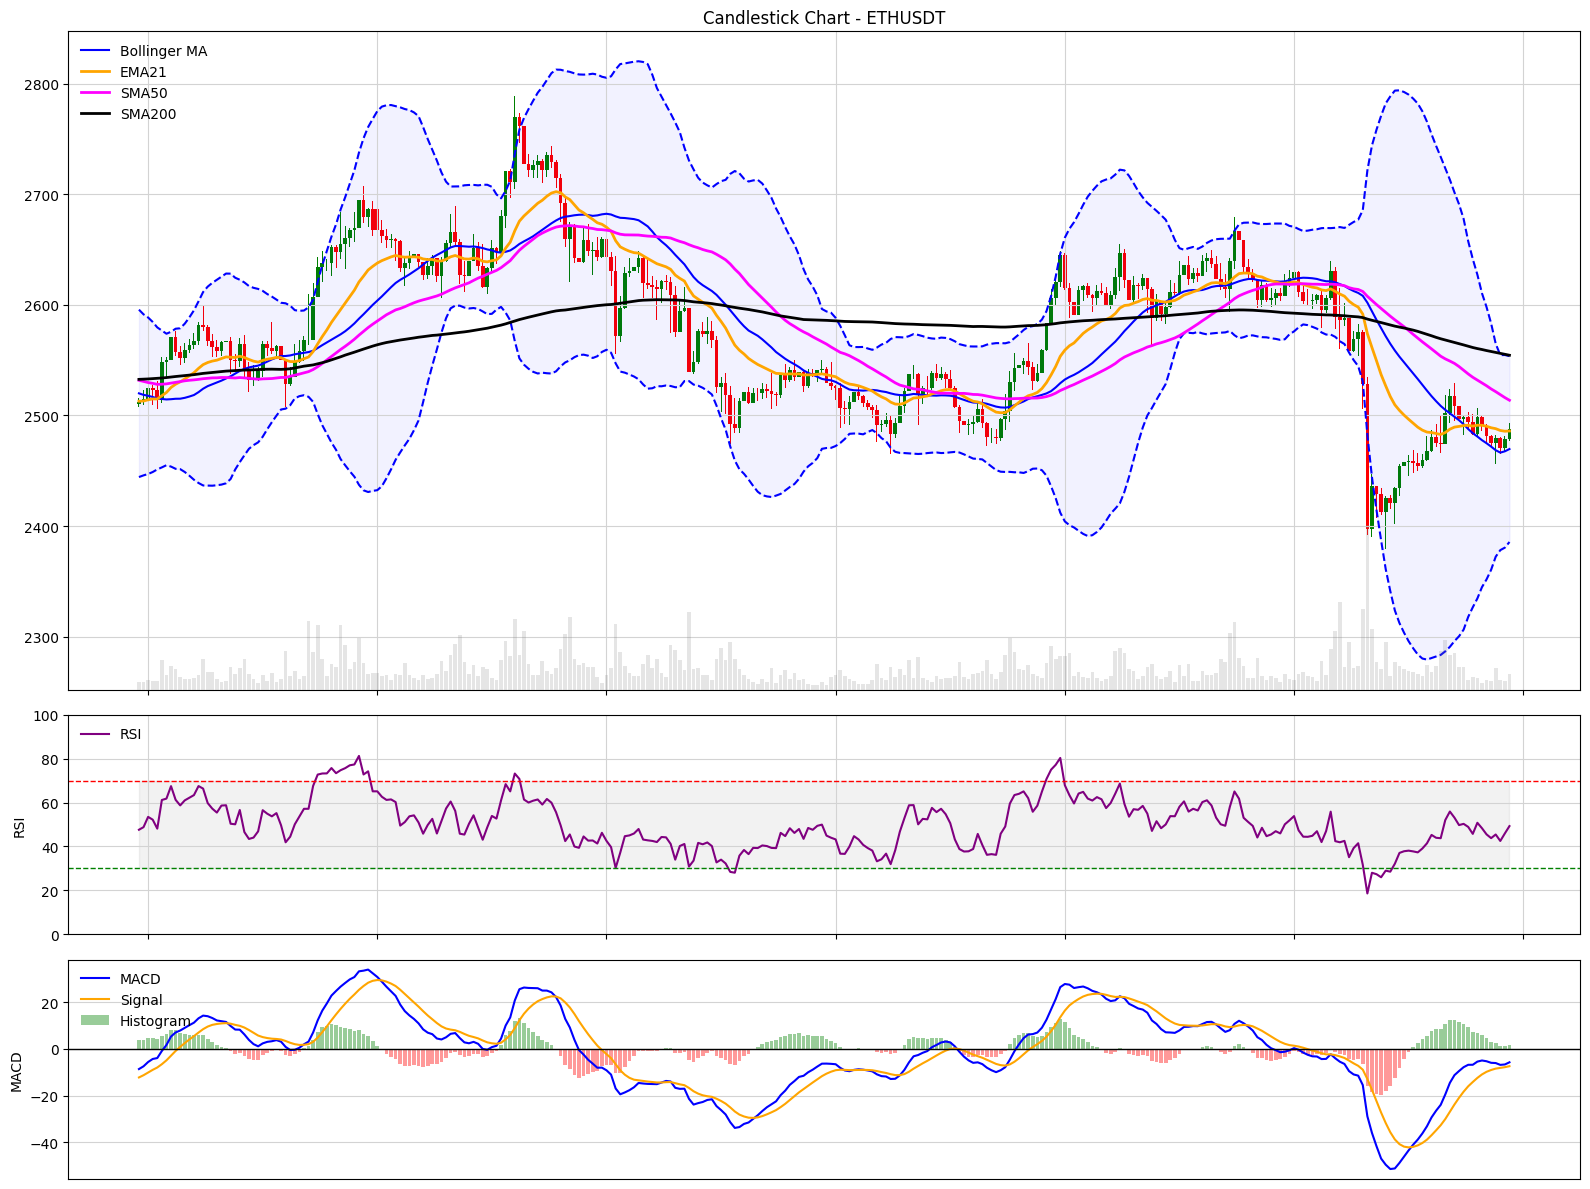 Candlestick Chart - ETHUSDT
Bollinger MA
EMA21
SMA50
SMA200
2800
2700
2600
2500
2400
2300
RSI
100
80
60
40
20
0
RSI
MACD
Signal
Histogram
20
0
−20
−40
MACD